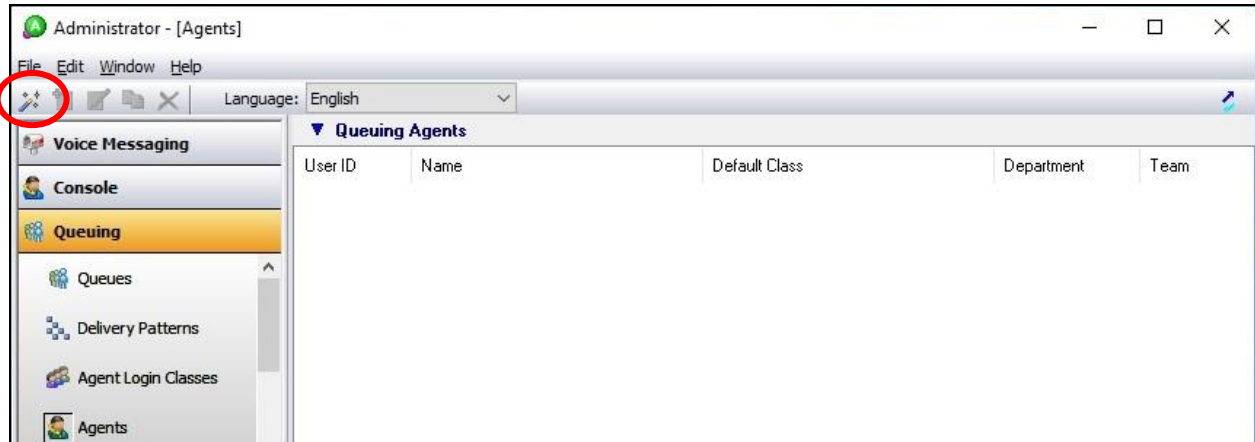 Administrator - [Agents]
File Edit Window Help
Language: English
Voice Messaging
Console
Queuing
Queues
Delivery Patterns
Agent Login Classes
Agents
Queuing Agents
User ID Name Default Class Department Team